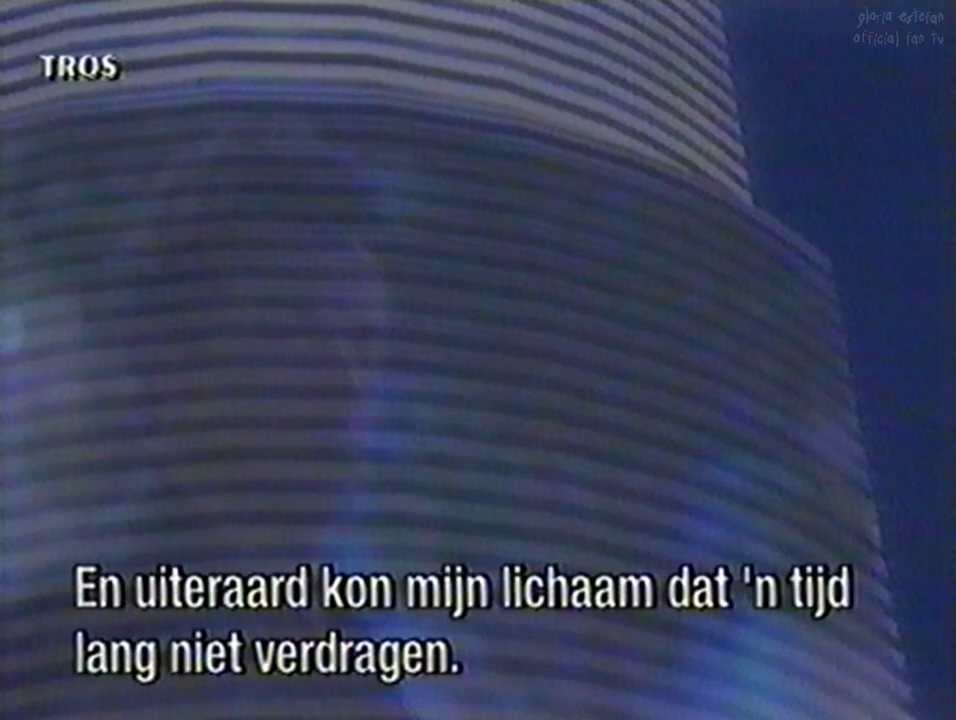 gloria estefan
official fan tv
TROS
En uiteraard kon mijn lichaam dat 'n tijd
lang niet verdragen.